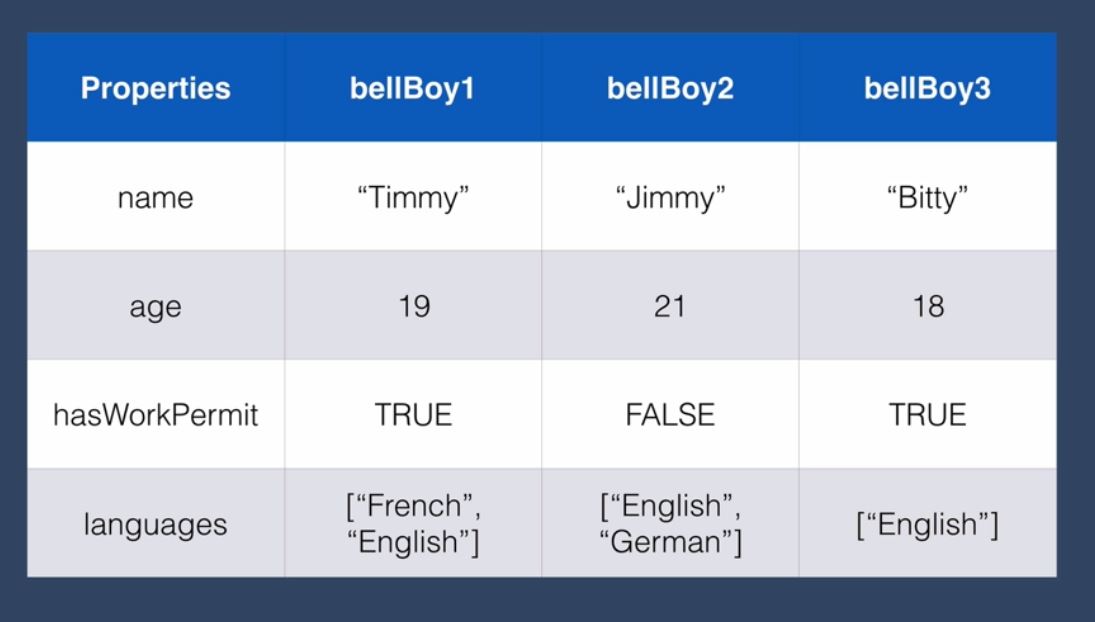 Properties bellBoy1 bellBoy2 bellBoy3
name “Timmy” “Jimmy” “Bitty”
age 19 21 18
hasWorkPermit TRUE FALSE TRUE
languages [“French”, “English”] [“English”, “German”] [“English”]